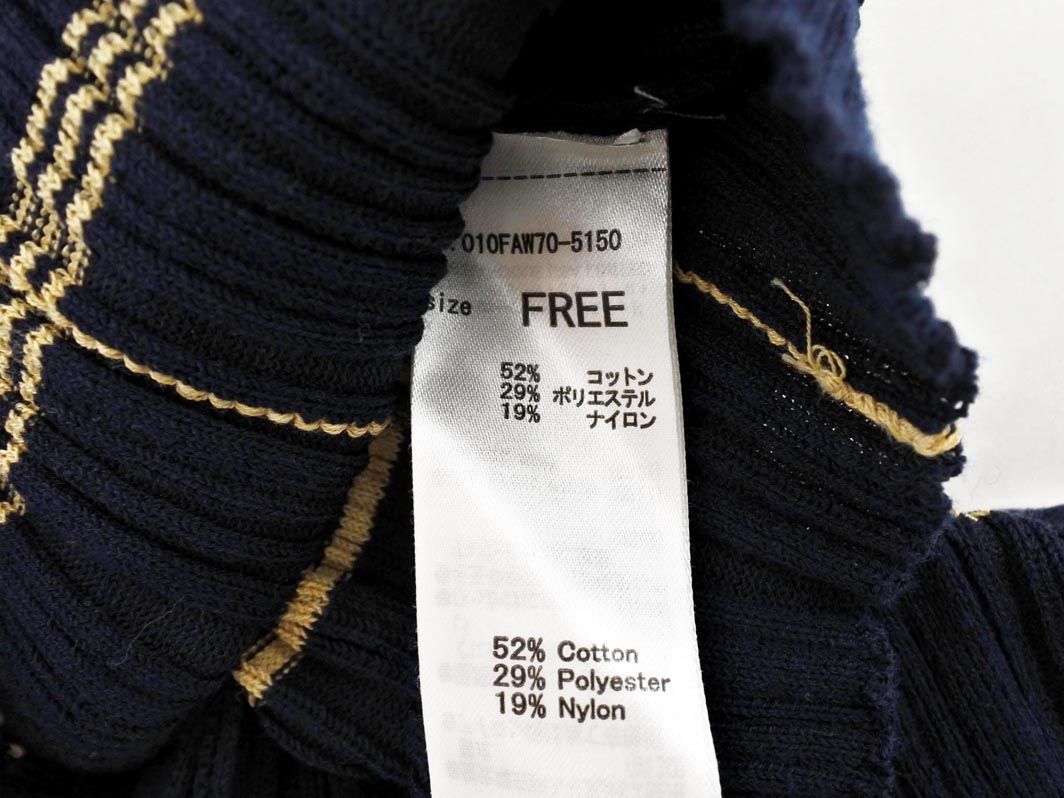 010FAW70-5150
size FREE
52% コットン
29% ポリエステル
19% ナイロン
52% Cotton
29% Polyester
19% Nylon